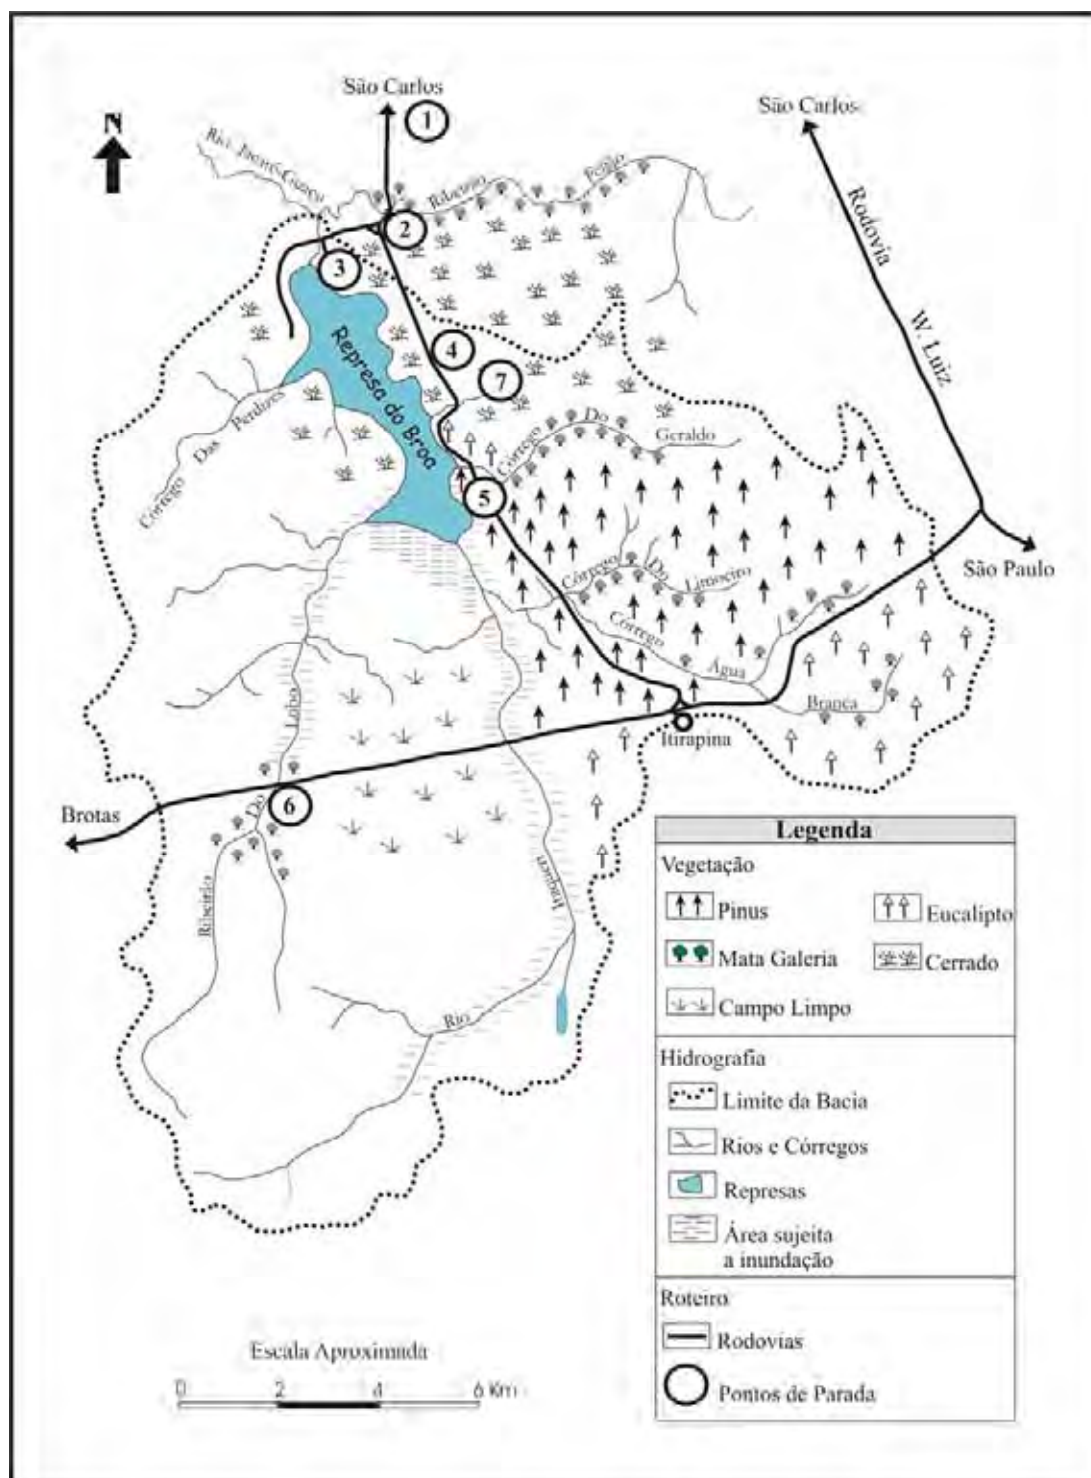 São Carlos
1
São Carlos
N
Rio Jacaré-Guaçu
Ribeirão Feijão
2
3
Rodovia W. Luiz
4
7
Represa do Broa
Córrego Das Perdizes
Córrego Do Geraldo
5
Córrego Do Limoeiro
São Paulo
Córrego Água Branca
Itirapina
Ribeirão Do Lobo
6
Brotas
Rio Itaqueri
Legenda
Vegetação
Pinus
Eucalipto
Mata Galeria
Cerrado
Campo Limpo
Hidrografia
Limite da Bacia
Rios e Córregos
Represas
Área sujeita
a inundação
Roteiro
Rodovias
Pontos de Parada
Escala Aproximada
0 2 4 6 Km